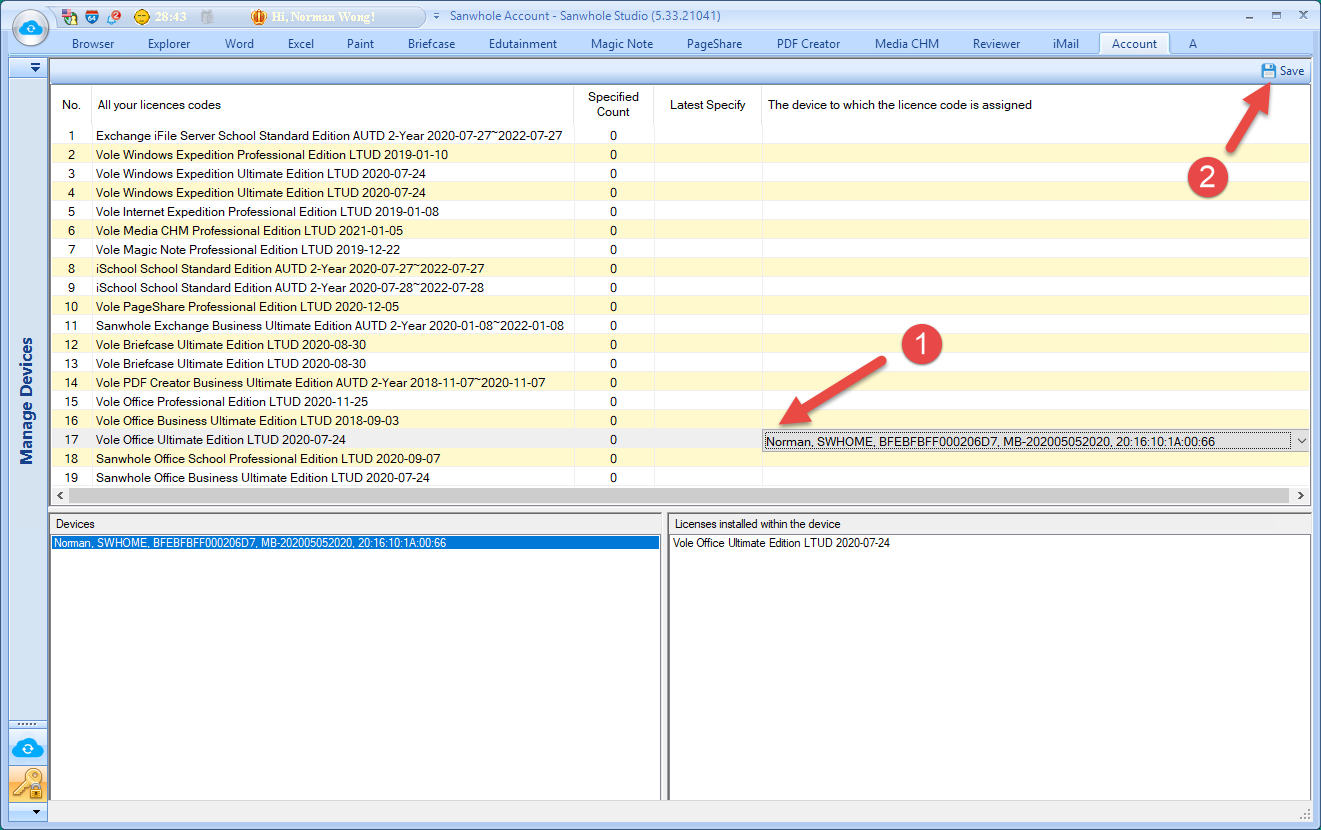 28:43
Hi, Norman Wong!
Sanwhole Account - Sanwhole Studio (5.33.21041)
Browser Explorer Word Excel Paint Briefcase Edutainment Magic Note PageShare PDF Creator Media CHM Reviewer iMail Account A
Save
No. All your licences codes Specified Count Latest Specify The device to which the licence code is assigned
1 Exchange iFile Server School Standard Edition AUTD 2-Year 2020-07-27~2022-07-27 0
2 Vole Windows Expedition Professional Edition LTUD 2019-01-10 0
2
3 Vole Windows Expedition Ultimate Edition LTUD 2020-07-24 0
4 Vole Windows Expedition Ultimate Edition LTUD 2020-07-24 0
5 Vole Internet Expedition Professional Edition LTUD 2019-01-08 0
6 Vole Media CHM Professional Edition LTUD 2021-01-05 0
7 Vole Magic Note Professional Edition LTUD 2019-12-22 0
8 iSchool School Standard Edition AUTD 2-Year 2020-07-27~2022-07-27 0
9 iSchool School Standard Edition AUTD 2-Year 2020-07-28~2022-07-28 0
10 Vole PageShare Professional Edition LTUD 2020-12-05 0
11 Sanwhole Exchange Business Ultimate Edition AUTD 2-Year 2020-01-08~2022-01-08 0
12 Vole Briefcase Ultimate Edition LTUD 2020-08-30 0
1
13 Vole Briefcase Ultimate Edition LTUD 2020-08-30 0
14 Vole PDF Creator Business Ultimate Edition AUTD 2-Year 2018-11-07~2020-11-07 0
15 Vole Office Professional Edition LTUD 2020-11-25 0
16 Vole Office Business Ultimate Edition LTUD 2018-09-03 0
17 Vole Office Ultimate Edition LTUD 2020-07-24 0 Norman, SWHOME, BFEBFBFF000206D7, MB-202005052020, 20:16:10:1A:00:66
18 Sanwhole Office School Professional Edition LTUD 2020-09-07 0
19 Sanwhole Office Business Ultimate Edition LTUD 2020-07-24 0
Manage Devices
Devices
Norman, SWHOME, BFEBFBFF000206D7, MB-202005052020, 20:16:10:1A:00:66
Licenses installed within the device
Vole Office Ultimate Edition LTUD 2020-07-24